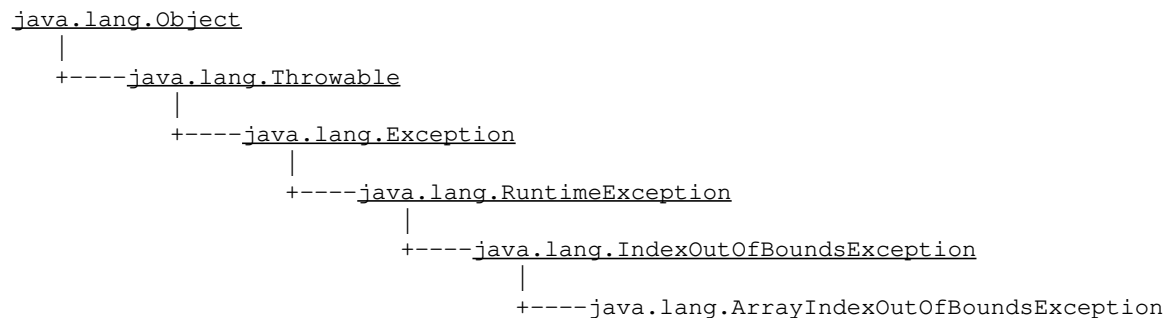 java.lang.Object
|
+----java.lang.Throwable
|
+----java.lang.Exception
|
+----java.lang.RuntimeException
|
+----java.lang.IndexOutOfBoundsException
|
+----java.lang.ArrayIndexOutOfBoundsException